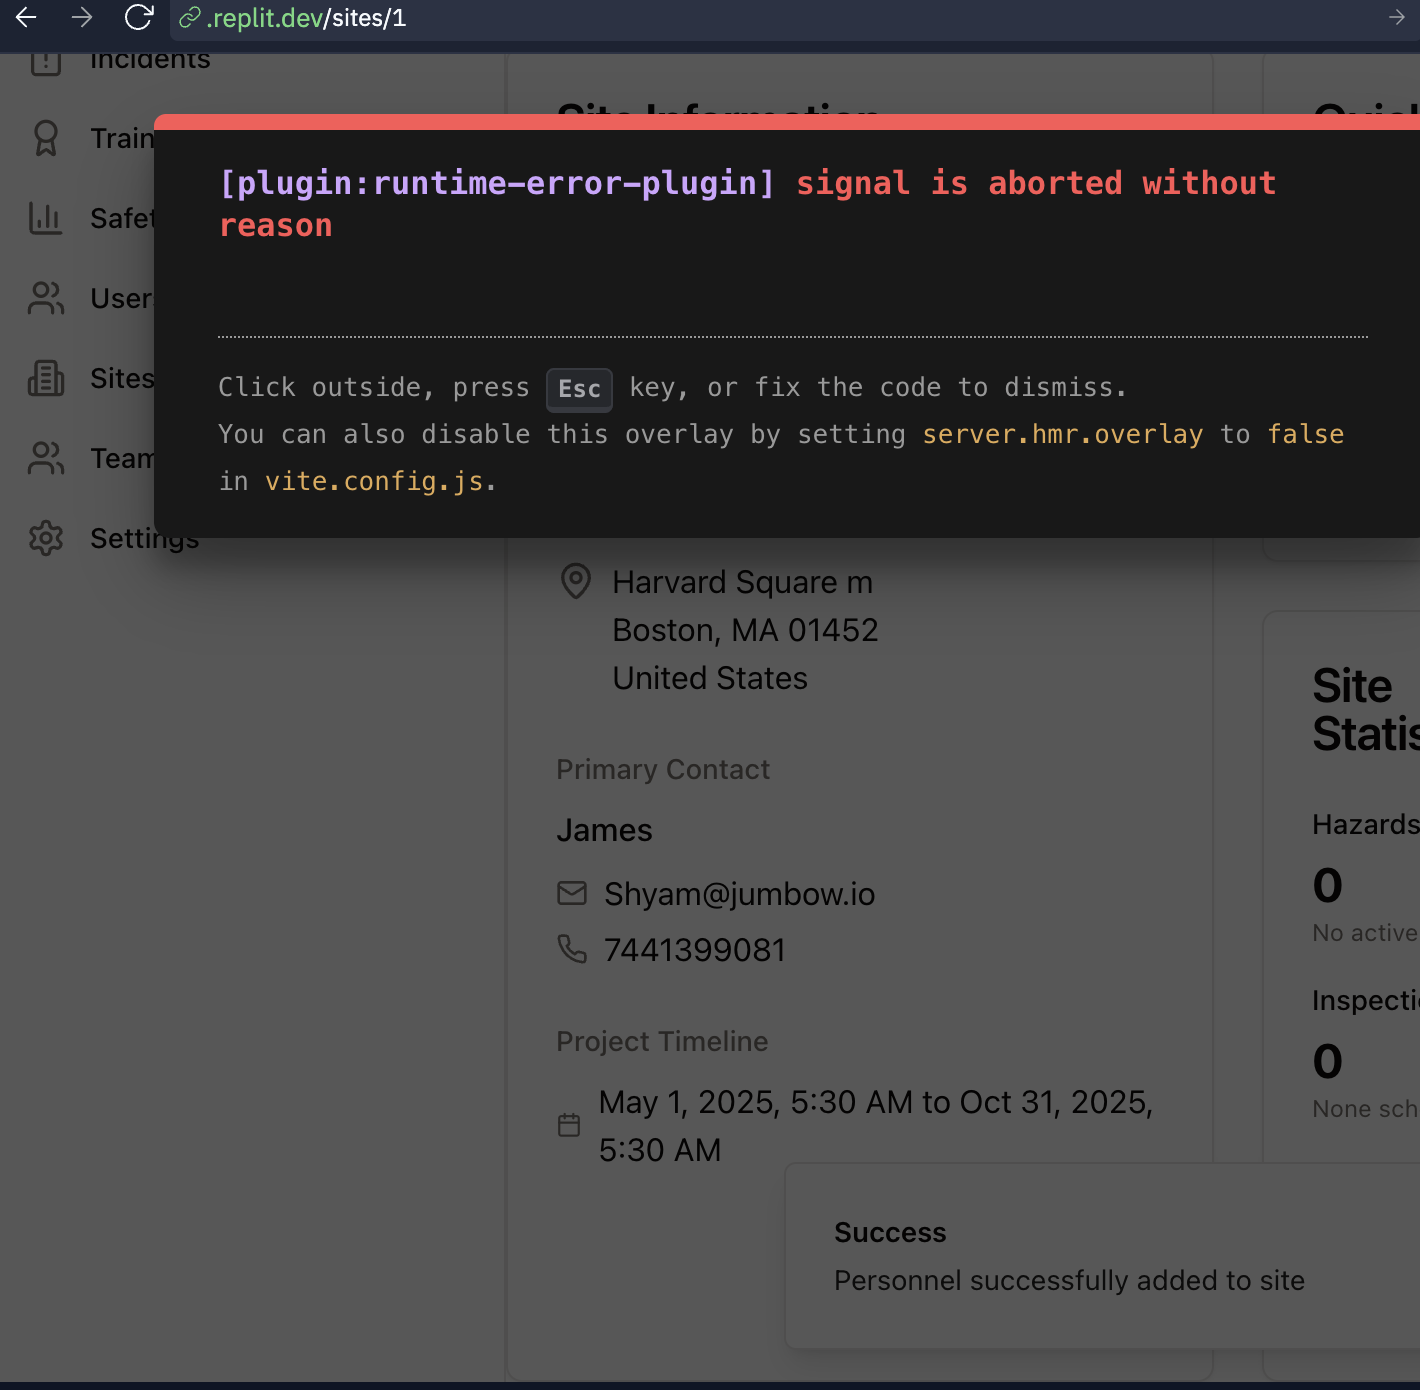 .replit.dev/sites/1
Incidents
Train
Safet
User
Sites
Team
Settings
Site Information
[plugin:runtime-error-plugin] signal is aborted without
reason
Click outside, press Esc key, or fix the code to dismiss.
You can also disable this overlay by setting server.hmr.overlay to false
in vite.config.js.
Harvard Square m
Boston, MA 01452
United States
Primary Contact
James
Shyam@jumbow.io
7441399081
Project Timeline
May 1, 2025, 5:30 AM to Oct 31, 2025,
5:30 AM
Site
Statis
Hazards
0
No active
Inspecti
0
None sch
Success
Personnel successfully added to site